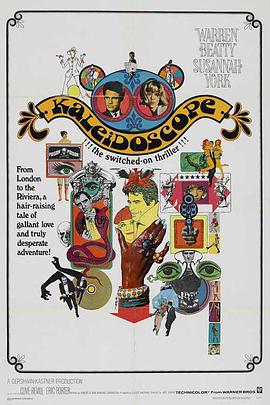 WARREN
BEATTY
SUSANNAH
YORK
KALEIDOSCOPE
!!!the switched-on thriller!!!
From
London
to the
Riviera, a
hair-raising
tale of
gallant love
and truly
desperate
adventure!
A GERSHWIN-KASTNER PRODUCTION
CLIVE REVILL · ERIC PORTER
TECHNICOLOR® FROM WARNER BROS.